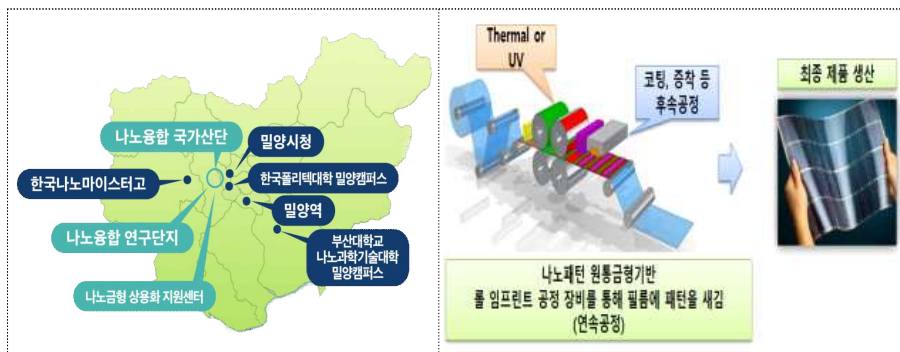 나노융합 국가산단
밀양시청
한국나노마이스터고
한국폴리텍대학 밀양캠퍼스
밀양역
나노융합 연구단지
부산대학교
나노과학기술대학
밀양캠퍼스
나노금형 상용화 지원센터
Thermal or
UV
코팅, 증착 등
후속공정
최종 제품 생산
나노패턴 원통금형기반
롤 임프린트 공정 장비를 통해 필름에 패턴을 새김
(연속공정)